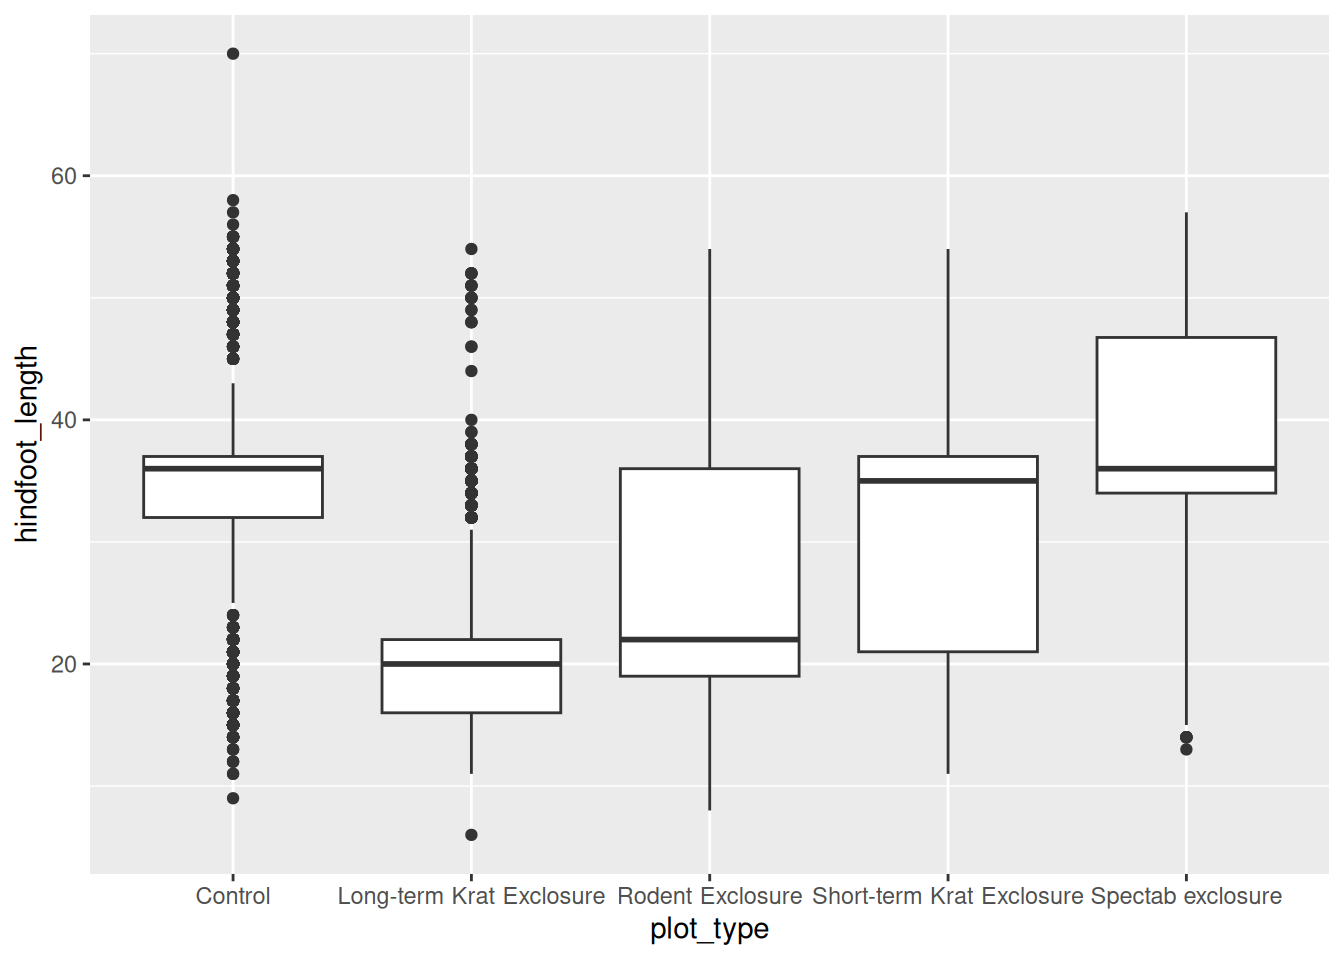 hindfoot_length
60
40
20
Control Long-term Krat Exclosure Rodent Exclosure Short-term Krat Exclosure Spectab exclosure
plot_type